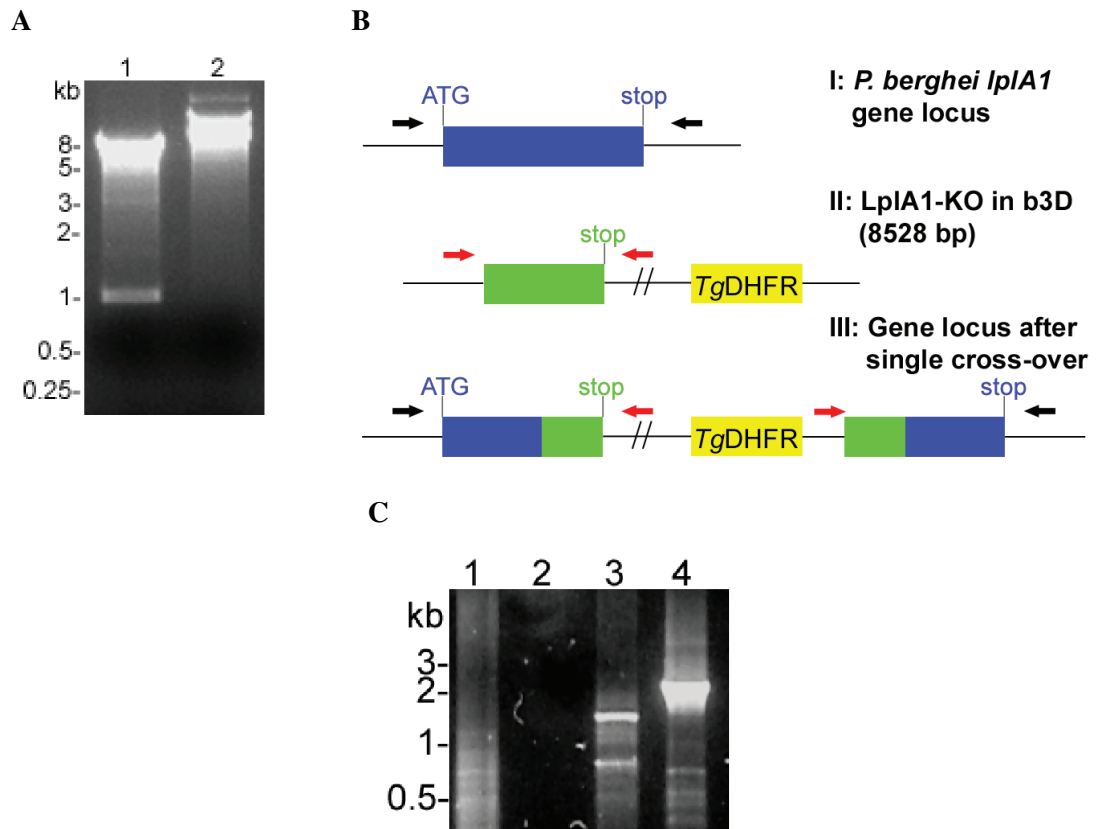 A
1 2
kb
8-
5-
3-
2-
1-
0.5-
0.25-
B
ATG stop
I: P. berghei lplA1
gene locus
stop
TgDHFR
II: LplA1-KO in b3D
(8528 bp)
III: Gene locus after
single cross-over
ATG stop stop
TgDHFR
C
1 2 3 4
kb
3-
2-
1-
0.5-